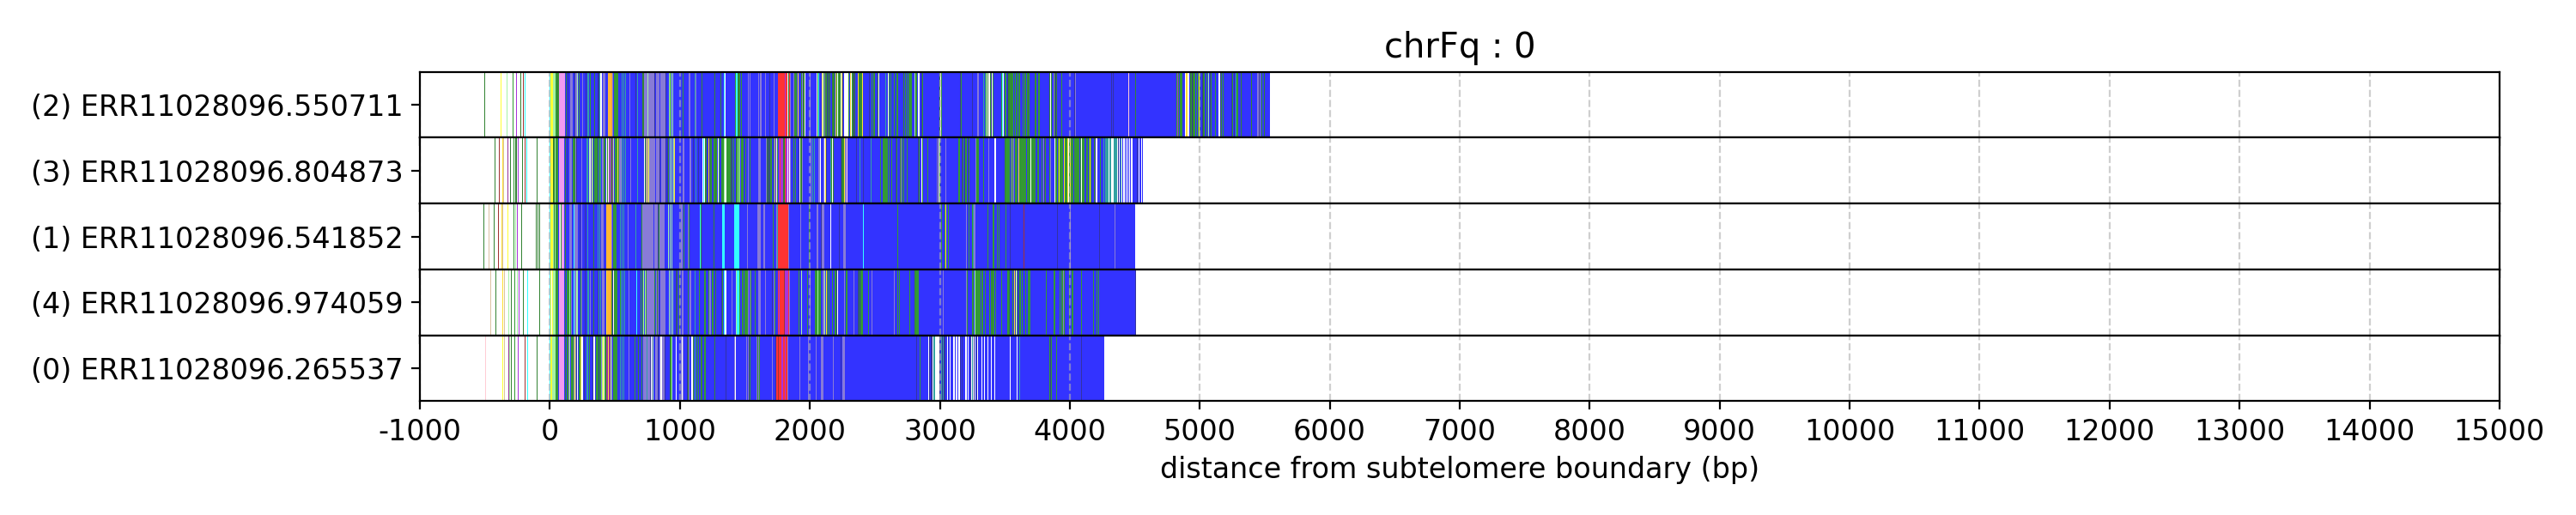 chrFq : 0
(2) ERR11028096.550711
(3) ERR11028096.804873
(1) ERR11028096.541852
(4) ERR11028096.974059
(0) ERR11028096.265537
-1000 0 1000 2000 3000 4000 5000 6000 7000 8000 9000 10000 11000 12000 13000 14000 15000
distance from subtelomere boundary (bp)